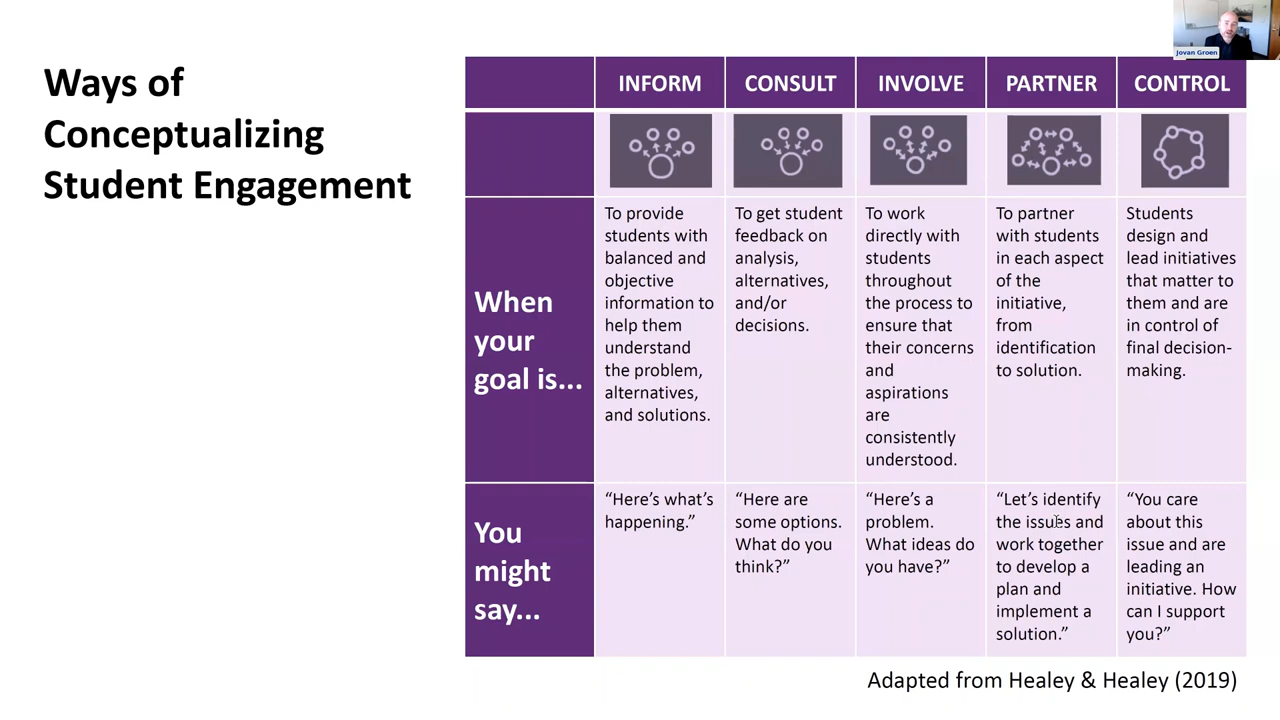 Jovan Groen
Ways of
Conceptualizing
Student Engagement
INFORM
CONSULT
INVOLVE
PARTNER
CONTROL
When
your
goal is...
To provide
students with
balanced and
objective
information to
help them
understand
the problem,
alternatives,
and solutions.
To get student
feedback on
analysis,
alternatives,
and/or
decisions.
To work
directly with
students
throughout
the process to
ensure that
their concerns
and
aspirations
are
consistently
understood.
To partner
with students
in each aspect
of the
initiative,
from
identification
to solution.
Students
design and
lead initiatives
that matter to
them and are
in control of
final decision-
making.
You
might
say...
“Here’s what’s
happening.”
“Here are
some options.
What do you
think?”
“Here’s a
problem.
What ideas do
you have?”
“Let’s identify
the issues and
work together
to develop a
plan and
implement a
solution.”
“You care
about this
issue and are
leading an
initiative. How
can I support
you?”
Adapted from Healey & Healey (2019)